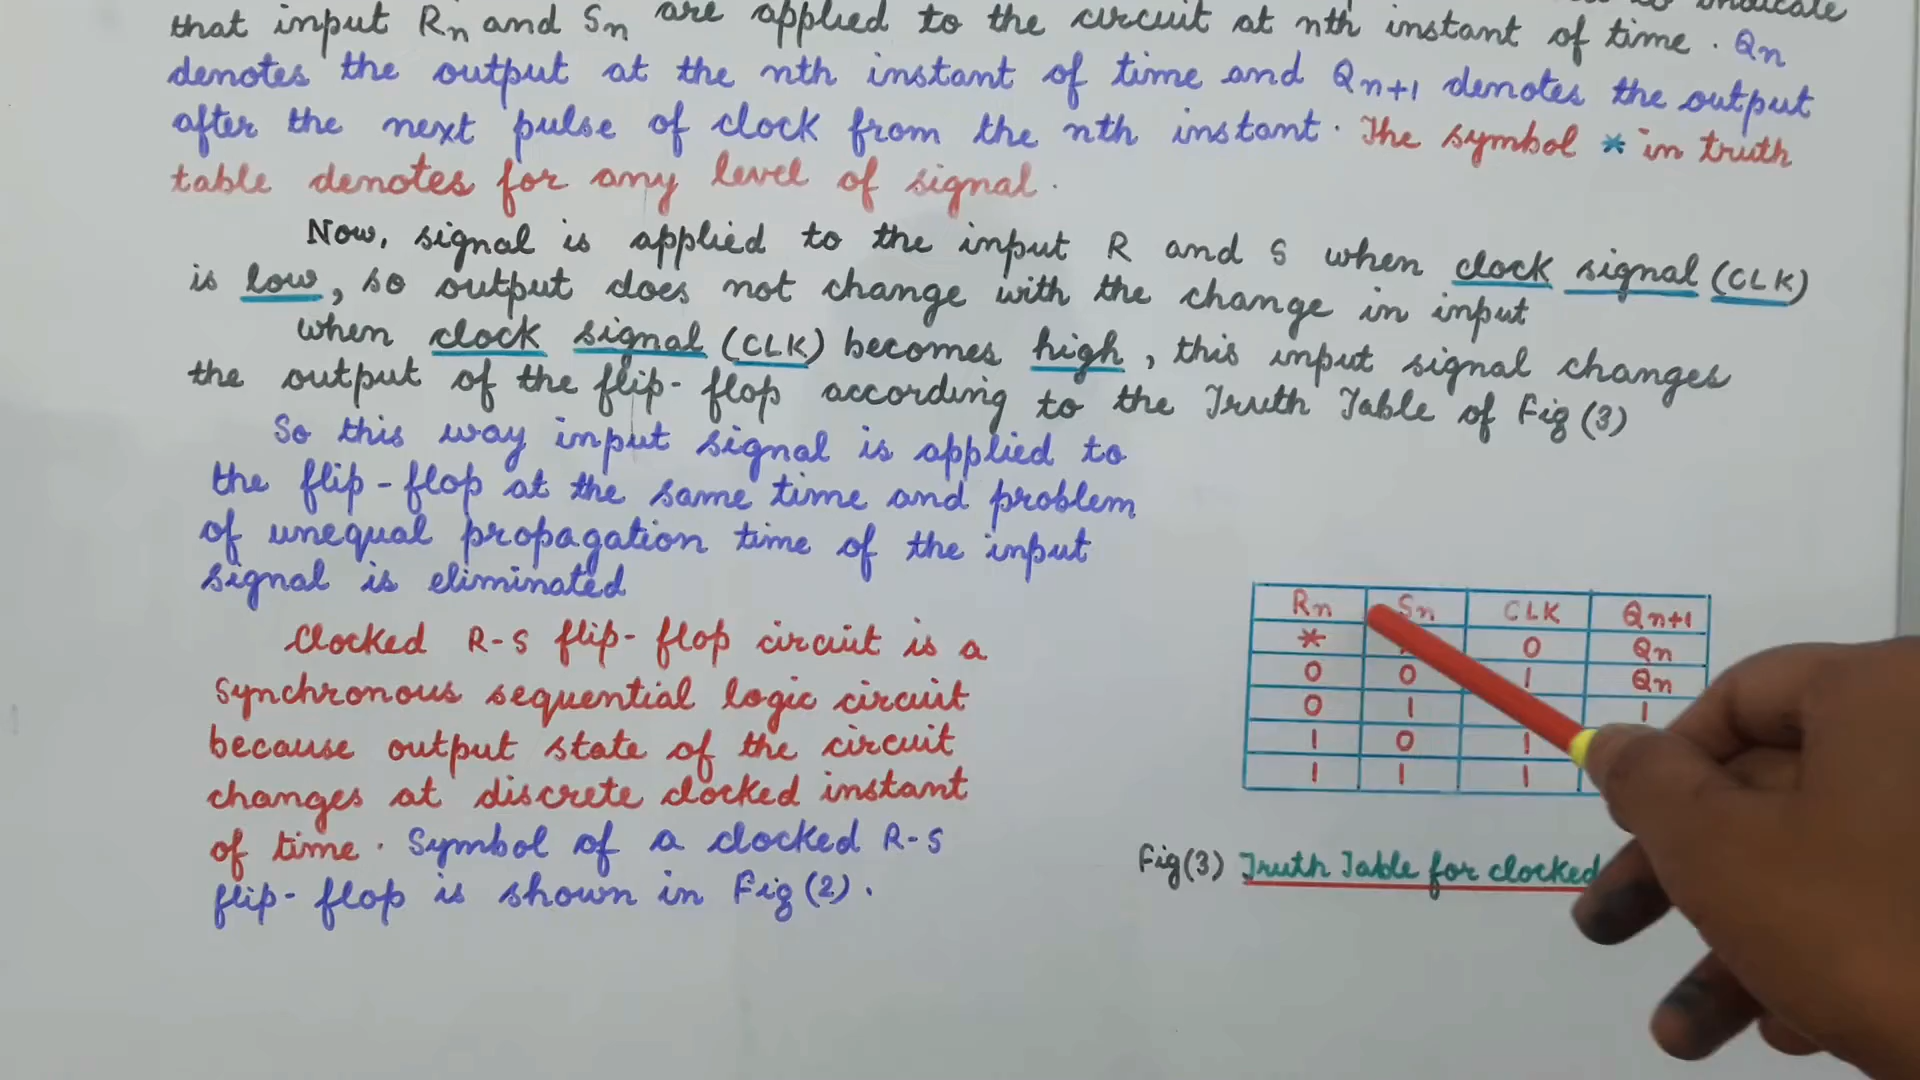 indicate
that input Rn and Sn are applied to the circuit at nth instant of time. Qn
denotes the output at the nth instant of time and Qn+1 denotes the output
after the next pulse of clock from the nth instant. The symbol * in truth
table denotes for any level of signal.
Now, signal is applied to the input R and S when clock signal (CLK)
is low, so output does not change with the change in input
when clock signal (CLK) becomes high, this input signal changes
the output of the flip-flop according to the Truth Table of Fig (3)
So this way input signal is applied to
the flip-flop at the same time and problem
of unequal propagation time of the input
signal is eliminated
Clocked R-S flip-flop circuit is a
synchronous sequential logic circuit
because output state of the circuit
changes at discrete clocked instant
of time. Symbol of a clocked R-S
flip-flop is shown in Fig (2).
Rn Sn CLK Qn+1
* 0 Qn
0 0 1 Qn
0 1 1
1 0 1
1 1 1
Fig(3) Truth Table for clocked